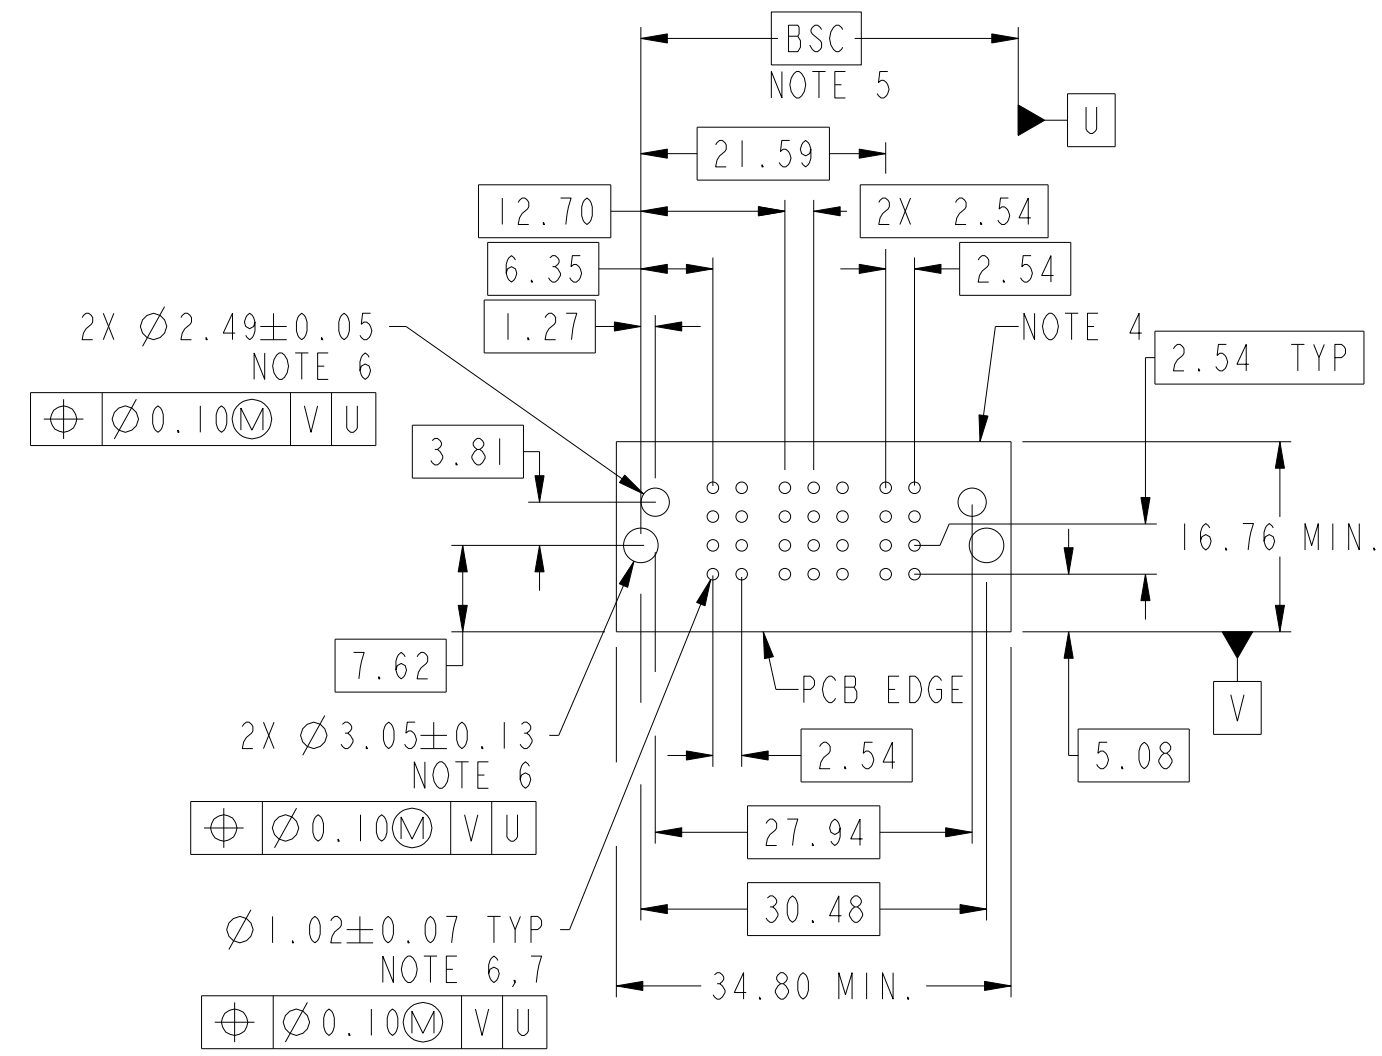 BSC
NOTE 5
U
21.59
12.70
2X 2.54
6.35
2.54
1.27
2X ⌀2.49±0.05
NOTE 6
NOTE 4
2.54 TYP
⌖ ⌀0.10Ⓜ V U
3.81
16.76 MIN.
7.62
PCB EDGE
V
2X ⌀3.05±0.13
NOTE 6
2.54
5.08
⌖ ⌀0.10Ⓜ V U
27.94
30.48
⌀1.02±0.07 TYP
NOTE 6,7
34.80 MIN.
⌖ ⌀0.10Ⓜ V U